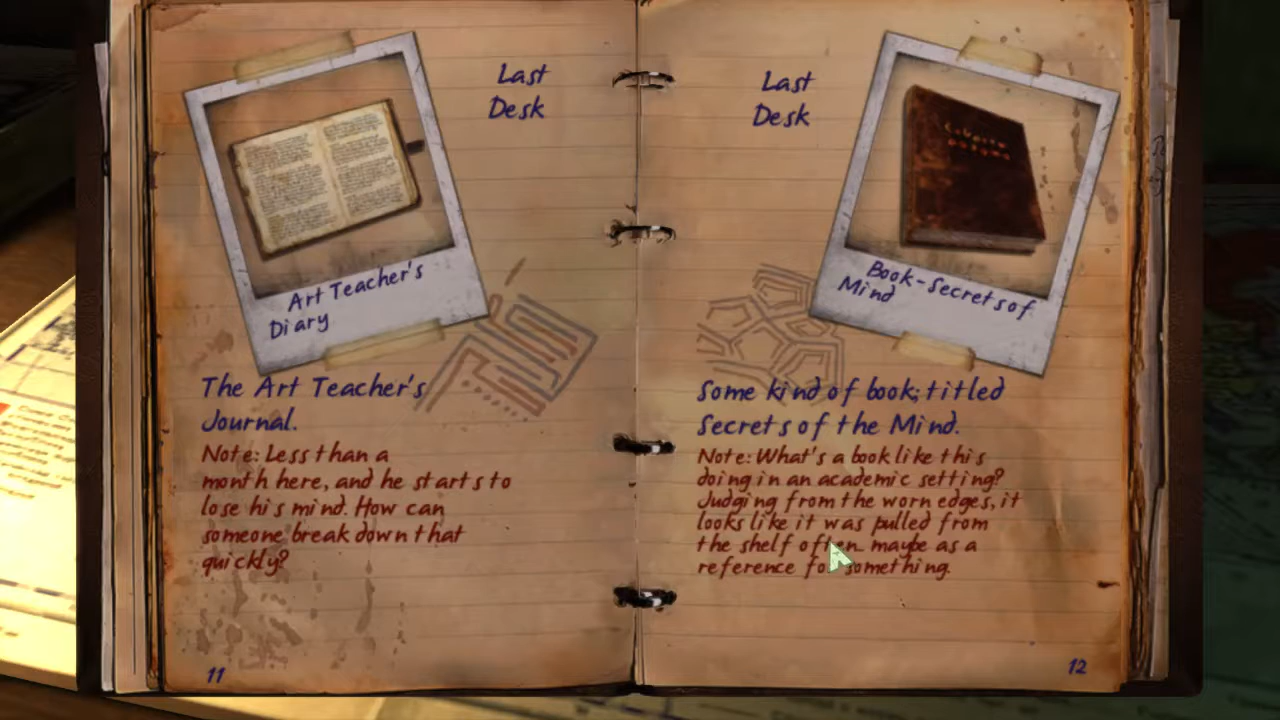 Last
Desk
Art Teacher's
Diary
The Art Teacher's
Journal.
Note: Less than a
month here, and he starts to
lose his mind. How can
someone break down that
quickly?
11
Last
Desk
Book-Secrets of
Mind
Some kind of book; titled
Secrets of the Mind.
Note: What's a book like this
doing in an academic setting?
Judging from the worn edges, it
looks like it was pulled from
the shelf often maybe as a
reference for something.
12